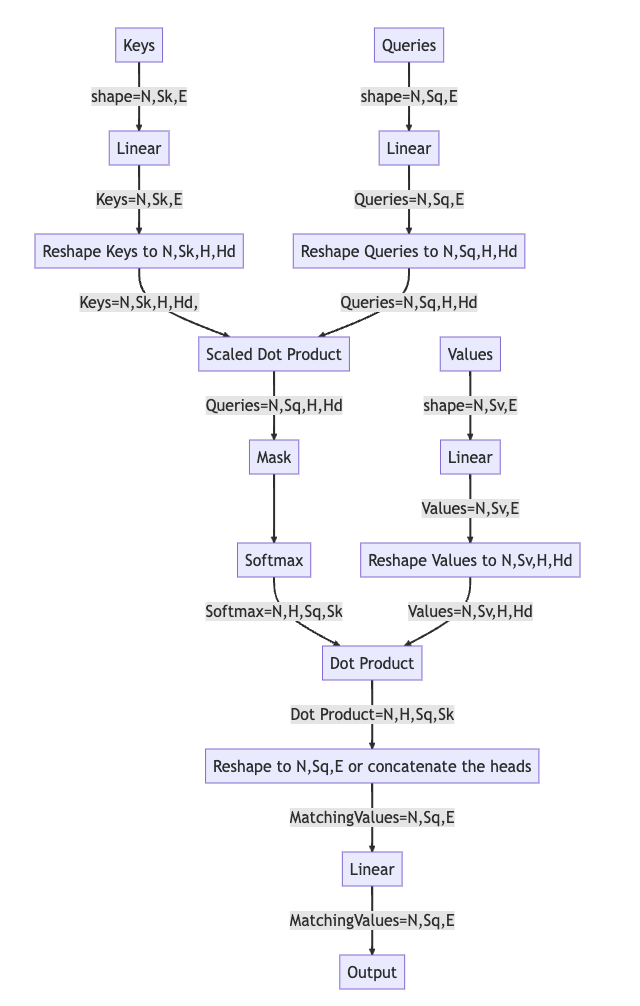 Keys
Queries
shape=N,Sk,E
shape=N,Sq,E
Linear
Linear
Keys=N,Sk,E
Queries=N,Sq,E
Reshape Keys to N,Sk,H,Hd
Reshape Queries to N,Sq,H,Hd
Keys=N,Sk,H,Hd,
Queries=N,Sq,H,Hd
Scaled Dot Product
Values
Queries=N,Sq,H,Hd
shape=N,Sv,E
Mask
Linear
Values=N,Sv,E
Softmax
Reshape Values to N,Sv,H,Hd
Softmax=N,H,Sq,Sk
Values=N,Sv,H,Hd
Dot Product
Dot Product=N,H,Sq,Sk
Reshape to N,Sq,E or concatenate the heads
MatchingValues=N,Sq,E
Linear
MatchingValues=N,Sq,E
Output